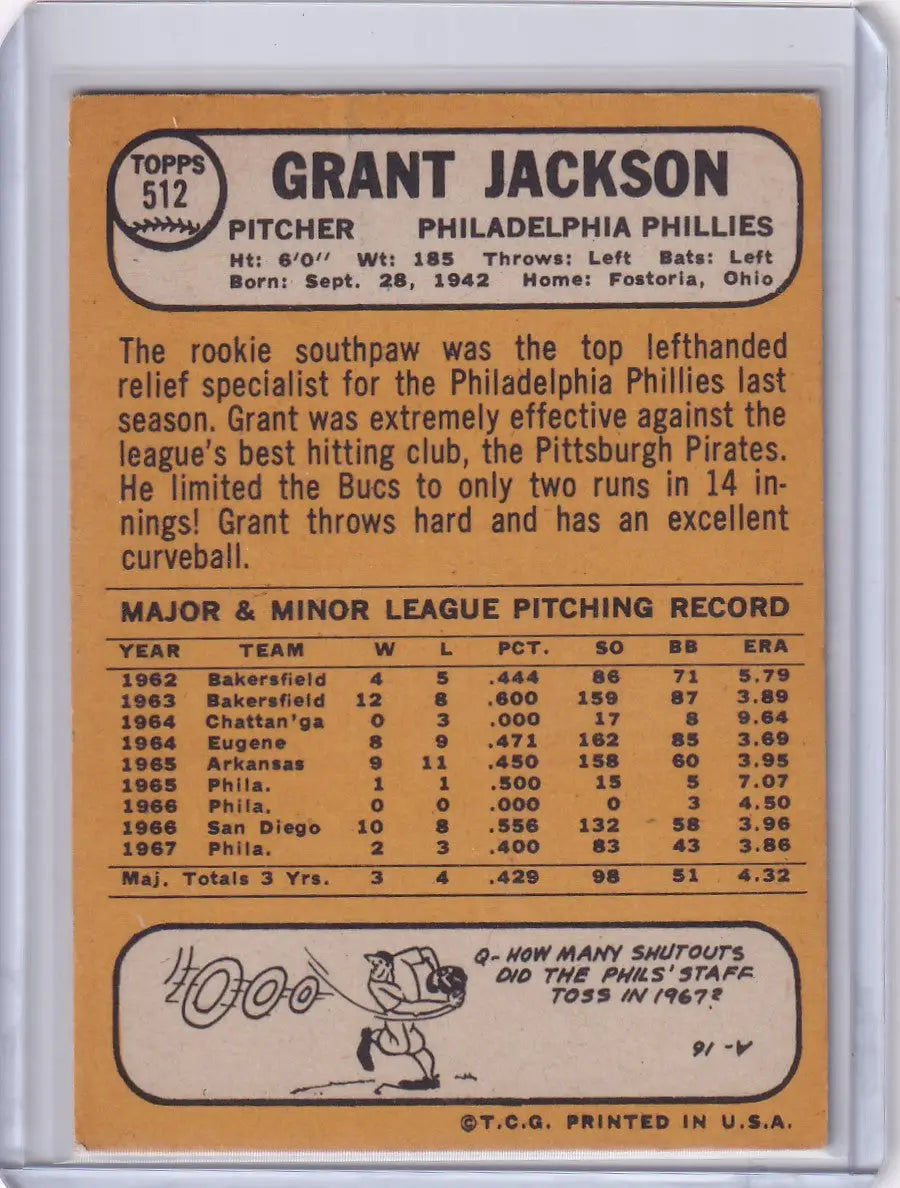 TOPPS
512
GRANT JACKSON
PITCHER PHILADELPHIA PHILLIES
Ht: 6'0'' Wt: 185 Throws: Left Bats: Left
Born: Sept. 28, 1942 Home: Fostoria, Ohio
The rookie southpaw was the top lefthanded
relief specialist for the Philadelphia Phillies last
season. Grant was extremely effective against the
league's best hitting club, the Pittsburgh Pirates.
He limited the Bucs to only two runs in 14 in-
nings! Grant throws hard and has an excellent
curveball.
MAJOR & MINOR LEAGUE PITCHING RECORD
YEAR TEAM W L PCT. SO BB ERA
1962 Bakersfield 4 5 .444 86 71 5.79
1963 Bakersfield 12 8 .600 159 87 3.89
1964 Chattan'ga 0 3 .000 17 8 9.64
1964 Eugene 8 9 .471 162 85 3.69
1965 Arkansas 9 11 .450 158 60 3.95
1965 Phila. 1 1 .500 15 5 7.07
1966 Phila. 0 0 .000 0 3 4.50
1966 San Diego 10 8 .556 132 58 3.96
1967 Phila. 2 3 .400 83 43 3.86
Maj. Totals 3 Yrs. 3 4 .429 98 51 4.32
000
Q- HOW MANY SHUTOUTS
DID THE PHILS' STAFF
TOSS IN 1967?
A- 16
©T.C.G. PRINTED IN U.S.A.